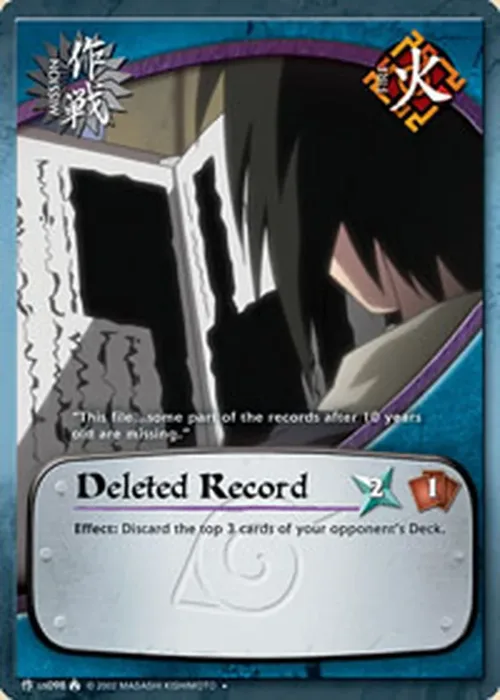 作戦
MISSION
火
FIRE
"This file...some part of the records after 10 years
old are missing."
Deleted Record
2
1
Effect: Discard the top 3 cards of your opponent's Deck.
© 2002 MASASHI KISHIMOTO